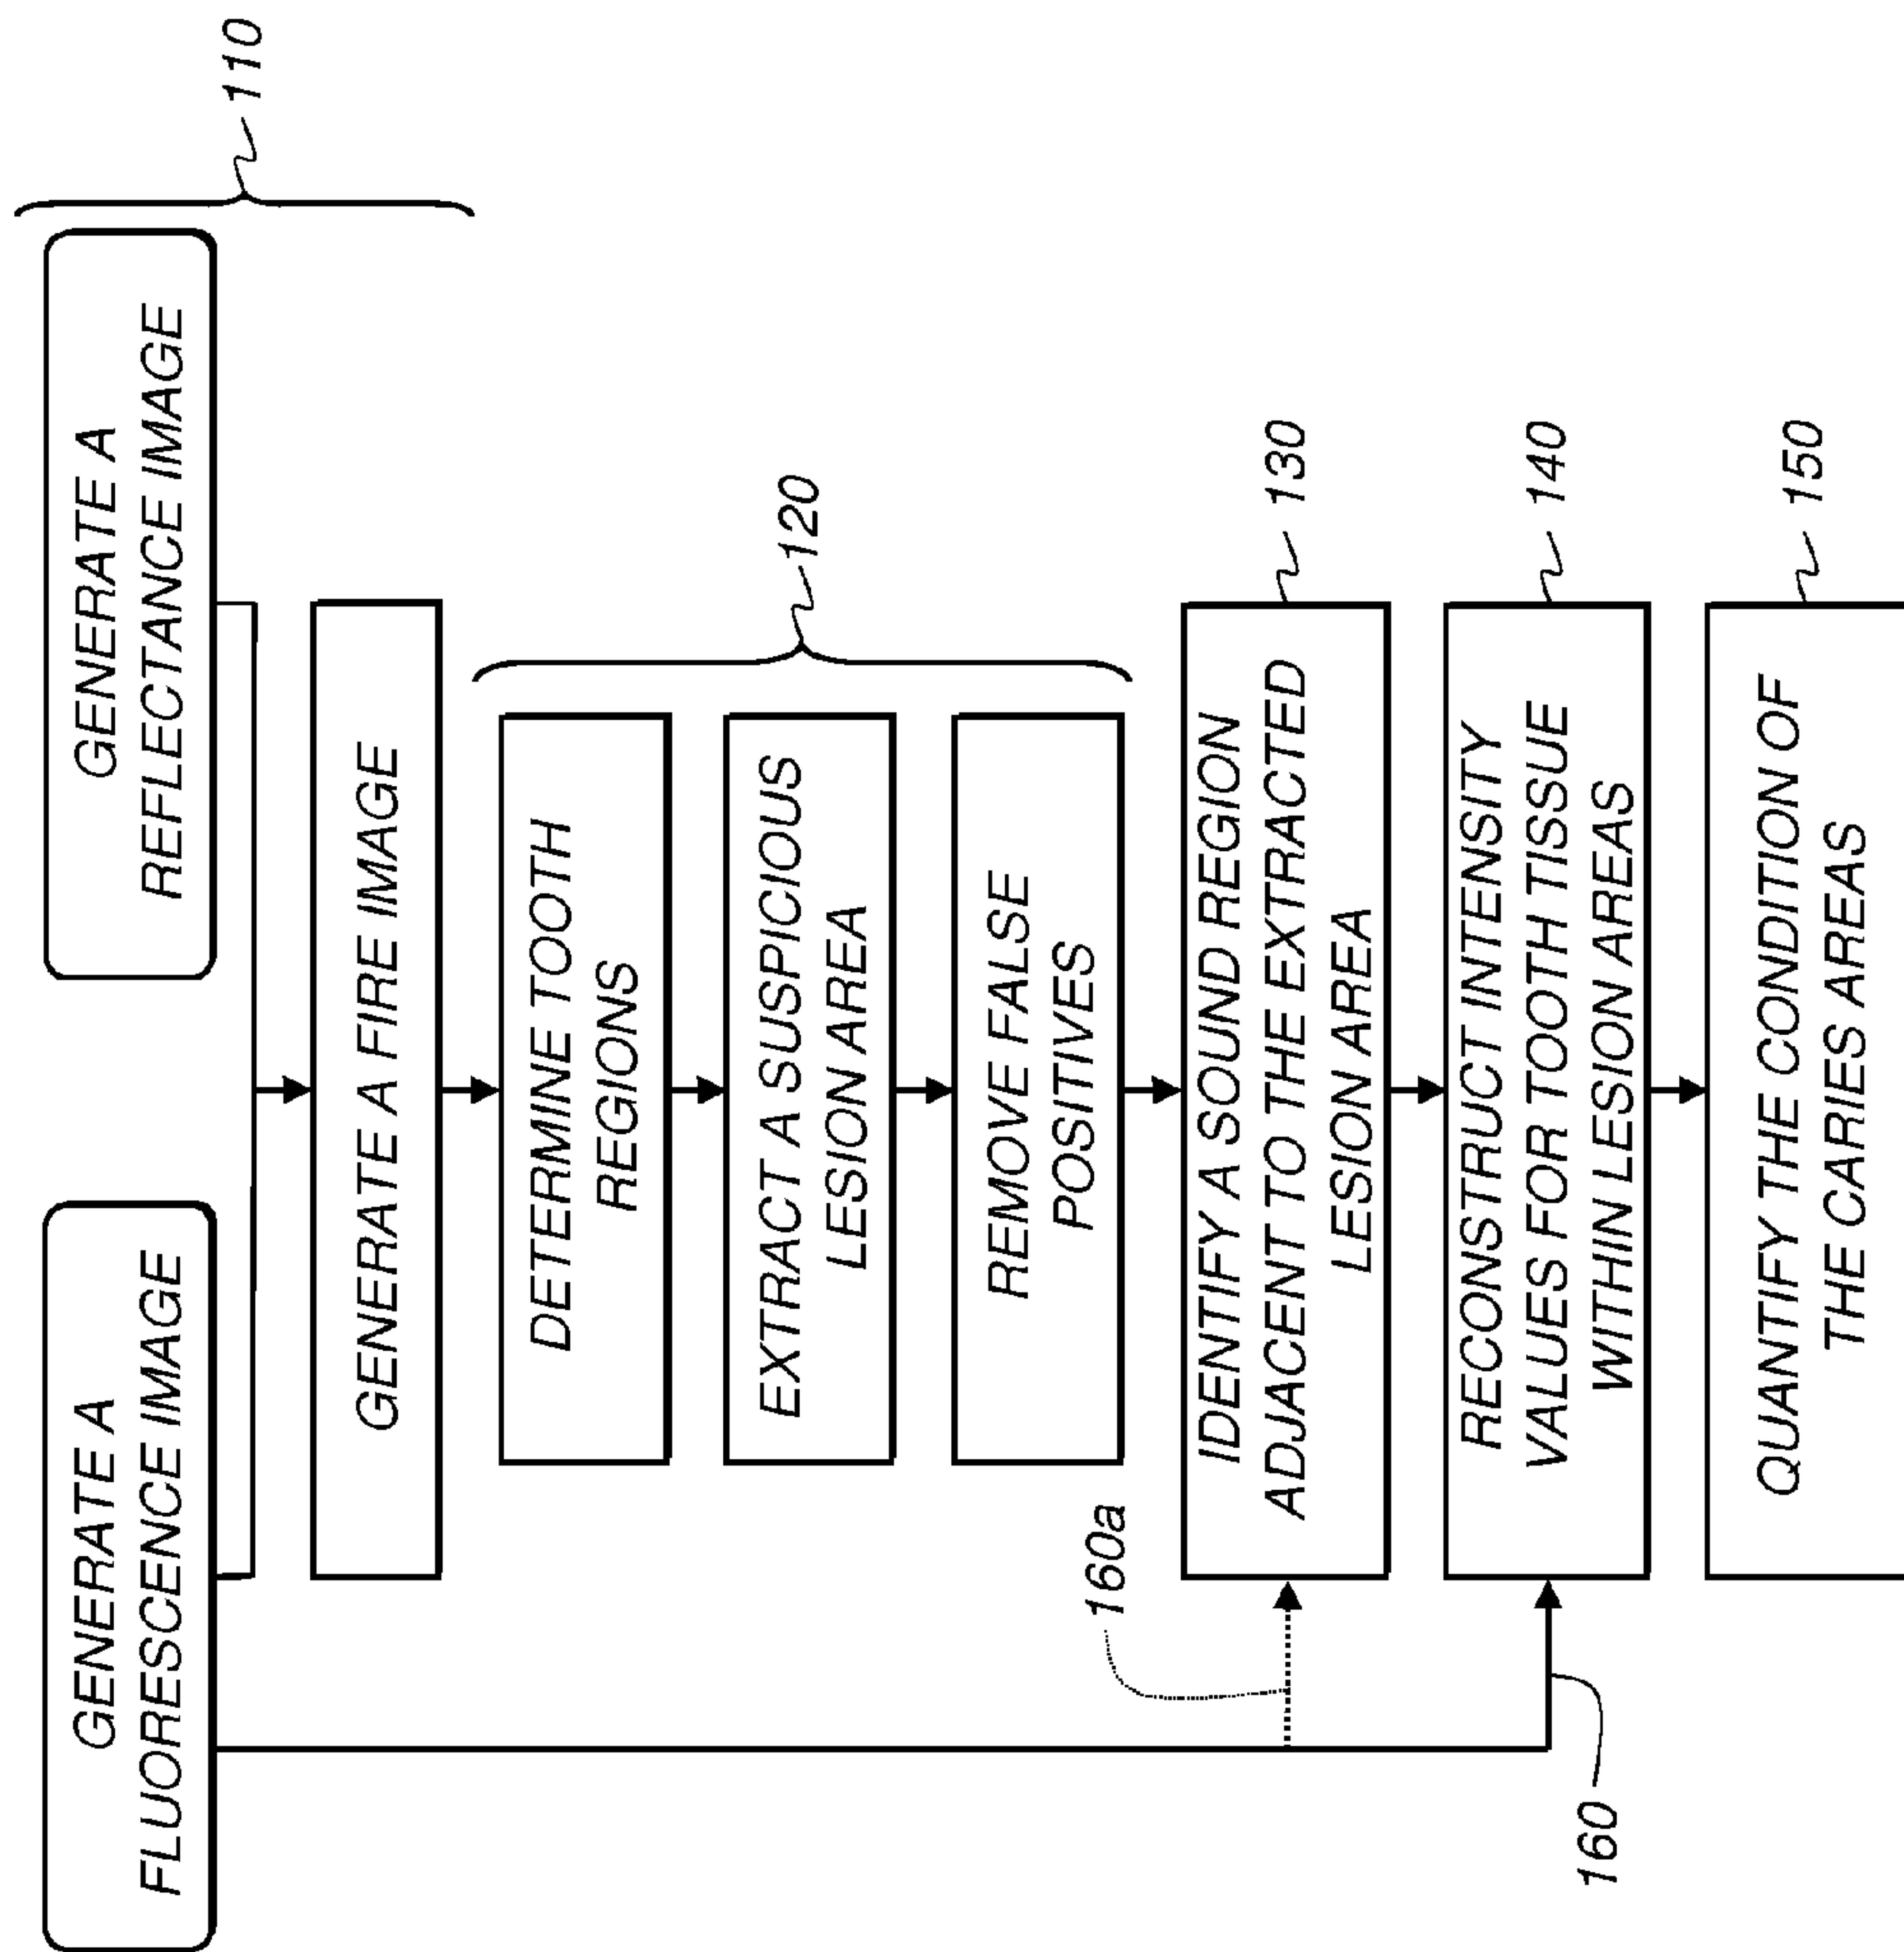 GENERATE A
FLUORESCENCE IMAGE
GENERATE A
REFLECTANCE IMAGE
110
GENERATE A FIRE IMAGE
DETERMINE TOOTH
REGIONS
EXTRACT A SUSPICIOUS
LESION AREA
120
REMOVE FALSE
POSITIVES
160a
IDENTIFY A SOUND REGION
ADJACENT TO THE EXTRACTED
LESION AREA
130
RECONSTRUCT INTENSITY
VALUES FOR TOOTH TISSUE
WITHIN LESION AREAS
140
160
QUANTIFY THE CONDITION OF
THE CARIES AREAS
150